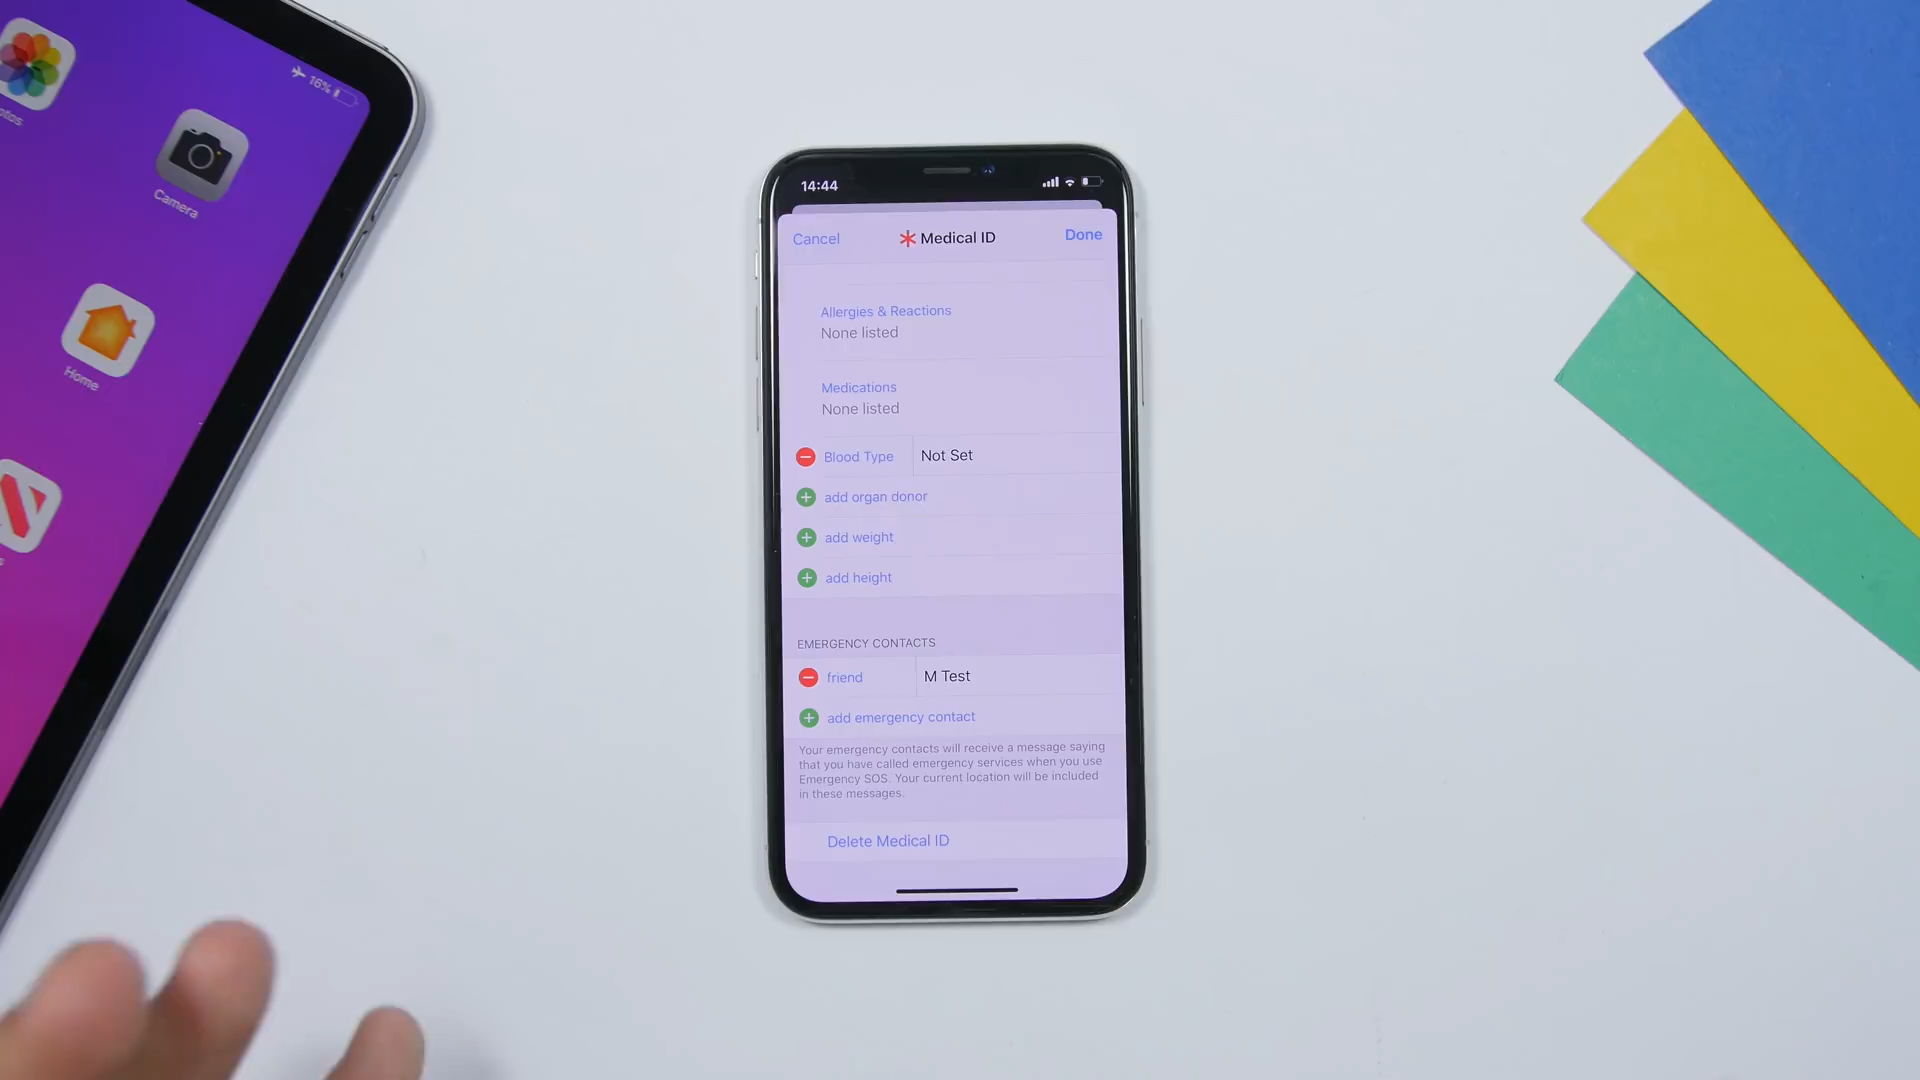 16%
Camera
Home
14:44
Cancel
Medical ID
Done
Allergies & Reactions
None listed
Medications
None listed
Blood Type
Not Set
add organ donor
add weight
add height
EMERGENCY CONTACTS
friend
M Test
add emergency contact
Your emergency contacts will receive a message saying
that you have called emergency services when you use
Emergency SOS. Your current location will be included
in these messages.
Delete Medical ID